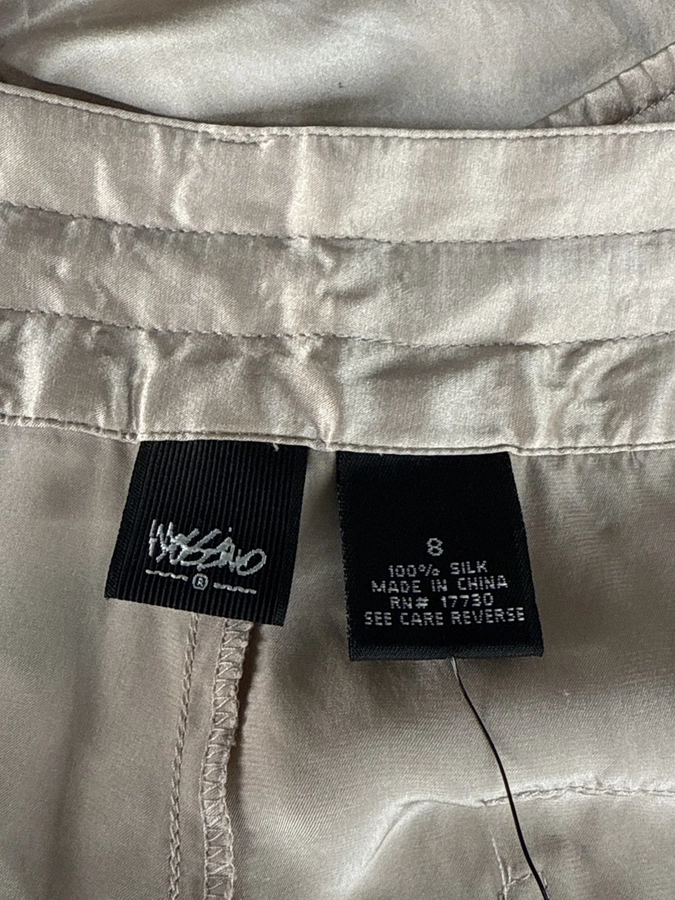 MOSSIMO
®
8
100% SILK
MADE IN CHINA
RN# 17730
SEE CARE REVERSE